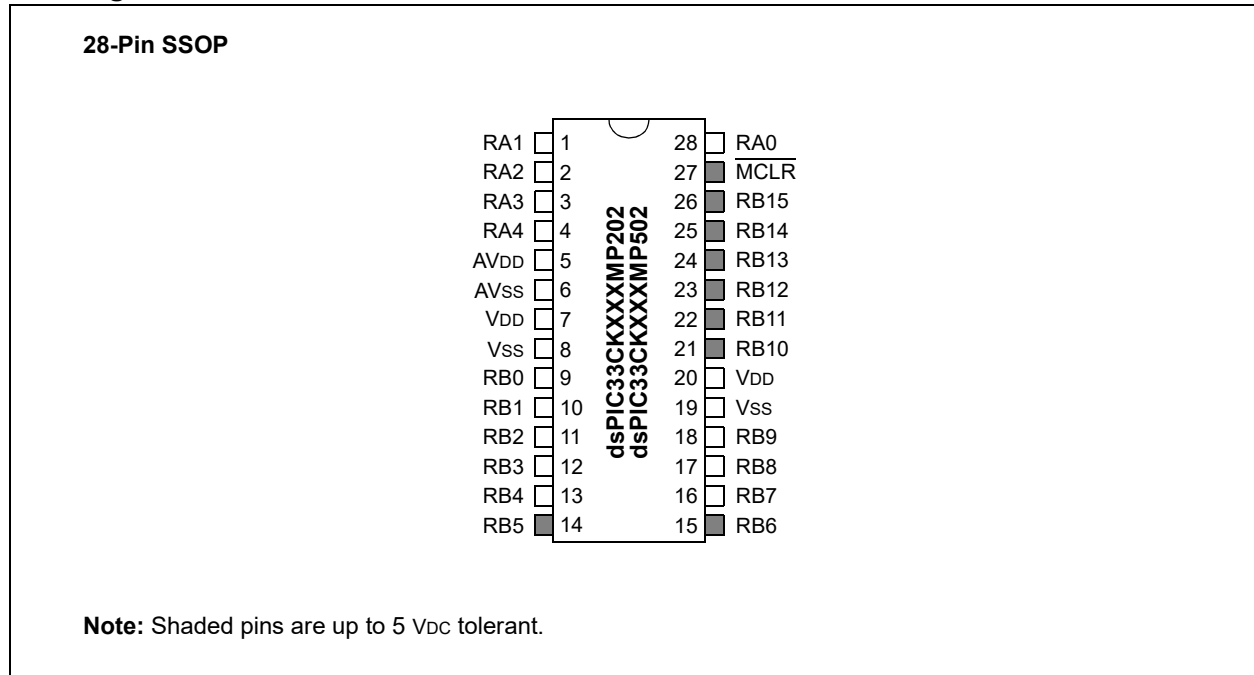 28-Pin SSOP
RA1 1 28 RA0
RA2 2 27 MCLR
RA3 3 26 RB15
RA4 4 25 RB14
AVDD 5 24 RB13
AVSS 6 23 RB12
VDD 7 22 RB11
VSS 8 21 RB10
RB0 9 20 VDD
RB1 10 19 VSS
RB2 11 18 RB9
RB3 12 17 RB8
RB4 13 16 RB7
RB5 14 15 RB6
dsPIC33CKXXXMP202
dsPIC33CKXXXMP502
Note: Shaded pins are up to 5 VDC tolerant.